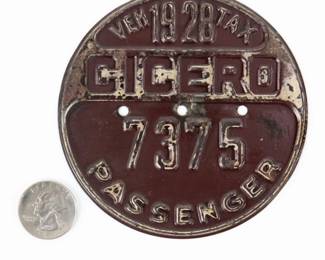 VEH 1928 TAX
CICERO
7375
PASSENGER